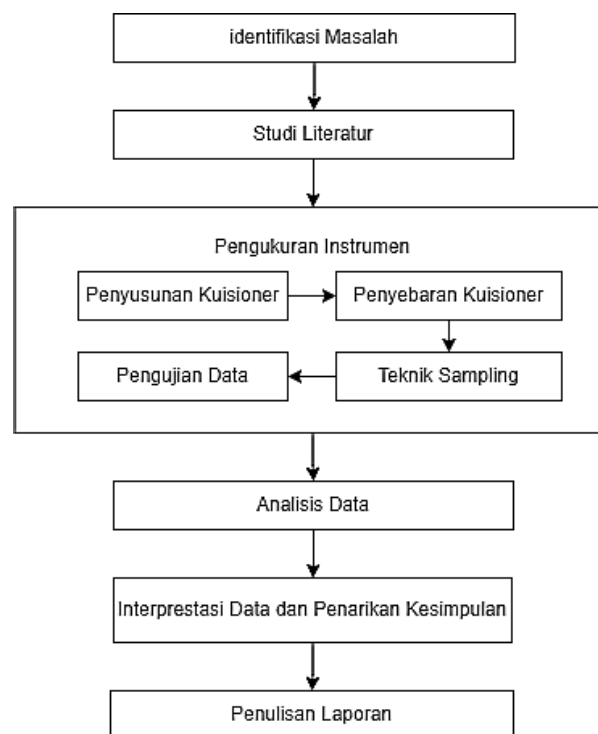 identifikasi Masalah
Studi Literatur
Pengukuran Instrumen
Penyusunan Kuisioner
Penyebaran Kuisioner
Pengujian Data
Teknik Sampling
Analisis Data
Interprestasi Data dan Penarikan Kesimpulan
Penulisan Laporan